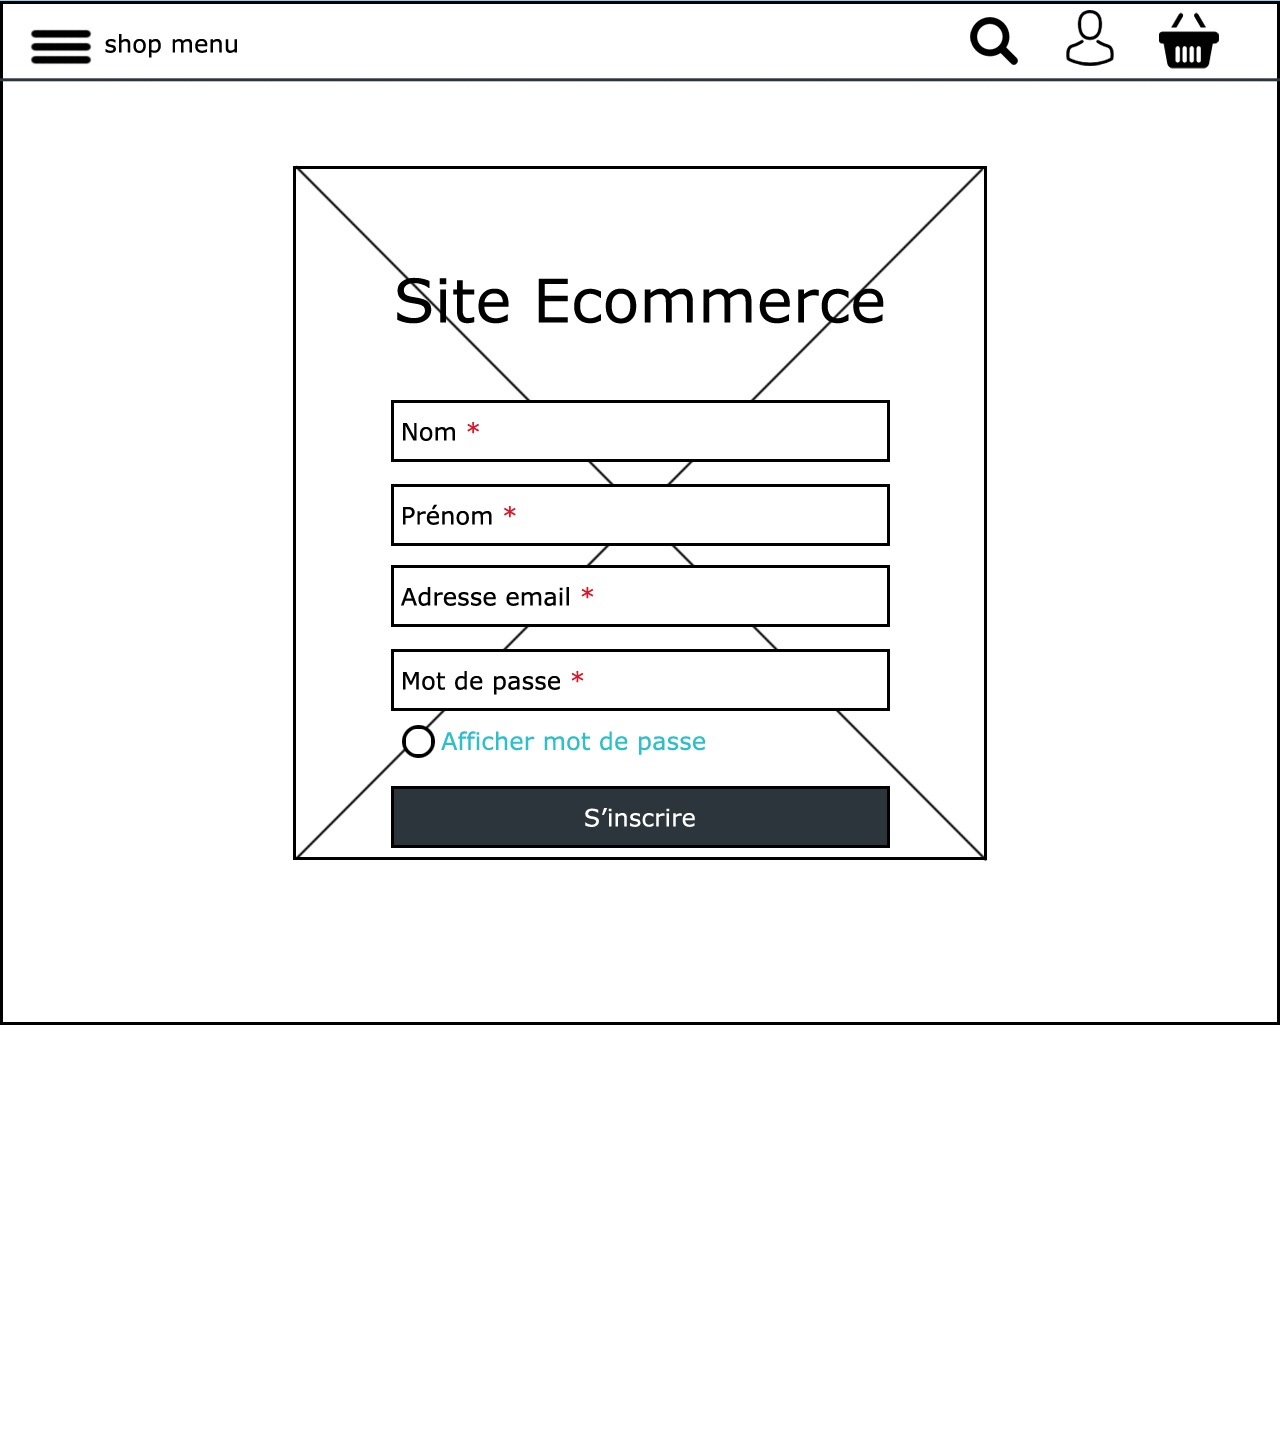 shop menu
Site Ecommerce
Nom *
Prénom *
Adresse email *
Mot de passe *
Afficher mot de passe
S’inscrire